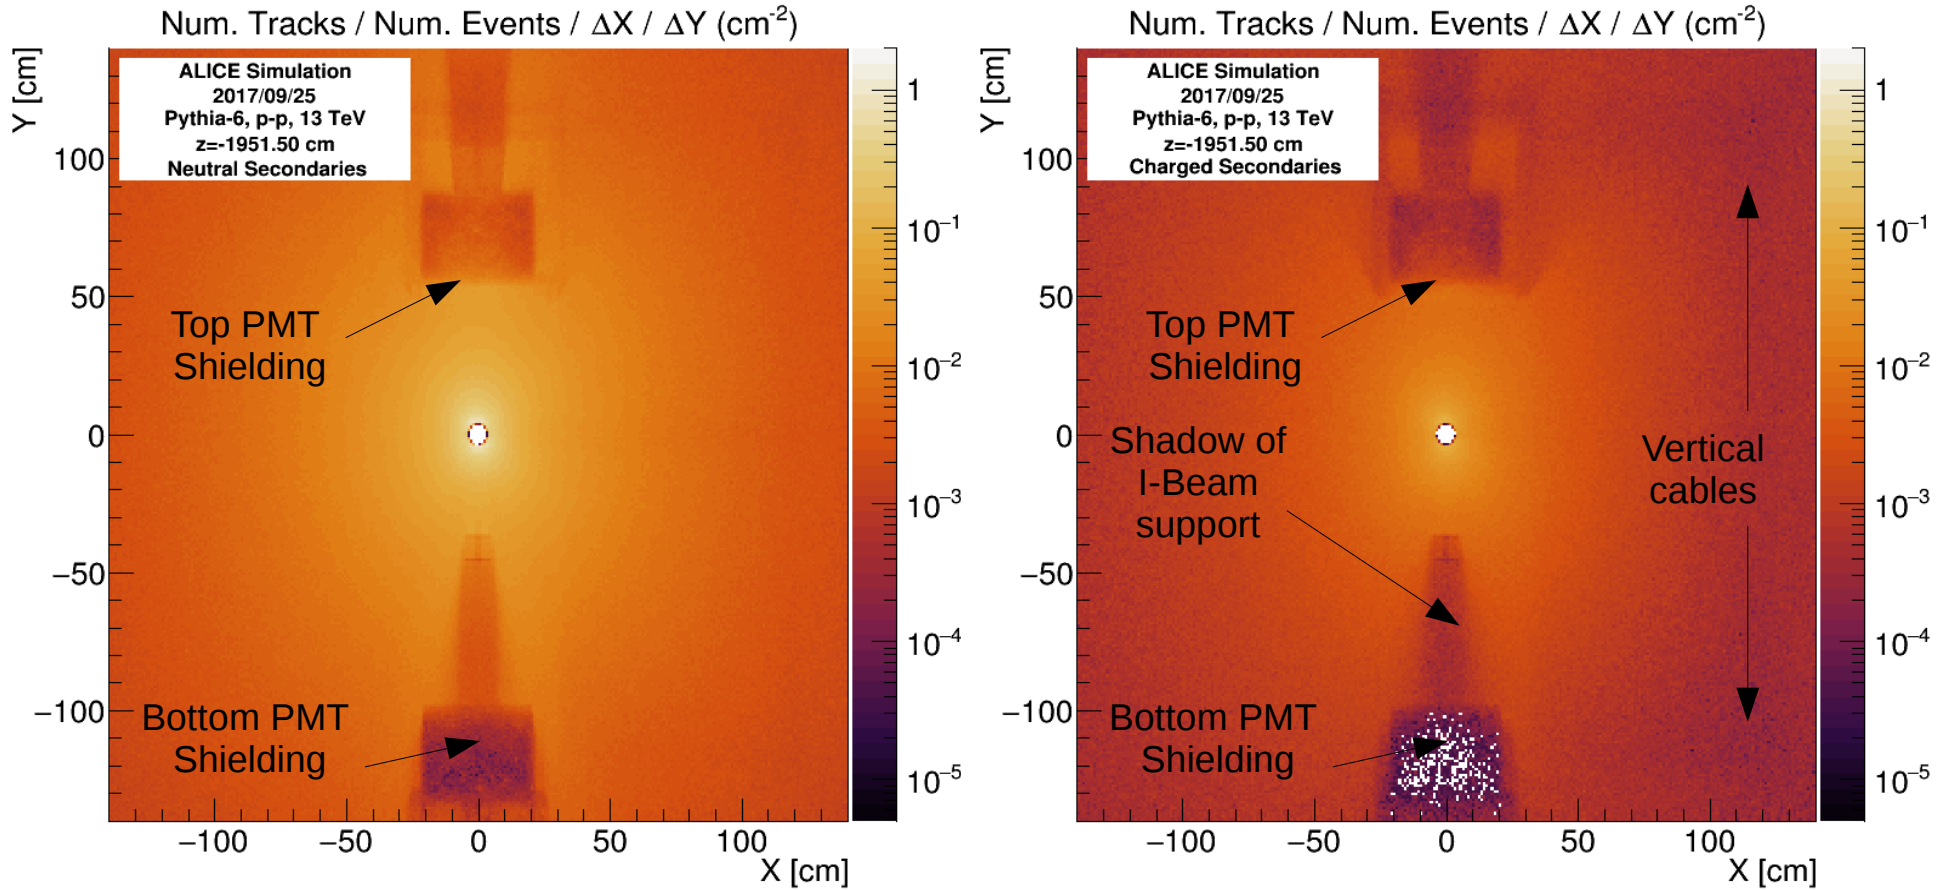 Num. Tracks / Num. Events / ΔX / ΔY (cm⁻²)
Y [cm]
ALICE Simulation
2017/09/25
Pythia-6, p-p, 13 TeV
z=-1951.50 cm
Neutral Secondaries
100
50
0
−50
−100
Top PMT
Shielding
Bottom PMT
Shielding
−100 −50 0 50 100
X [cm]
1
10⁻¹
10⁻²
10⁻³
10⁻⁴
10⁻⁵
Num. Tracks / Num. Events / ΔX / ΔY (cm⁻²)
Y [cm]
ALICE Simulation
2017/09/25
Pythia-6, p-p, 13 TeV
z=-1951.50 cm
Charged Secondaries
100
50
0
−50
−100
Top PMT
Shielding
Shadow of
I-Beam
support
Vertical
cables
Bottom PMT
Shielding
−100 −50 0 50 100
X [cm]
1
10⁻¹
10⁻²
10⁻³
10⁻⁴
10⁻⁵